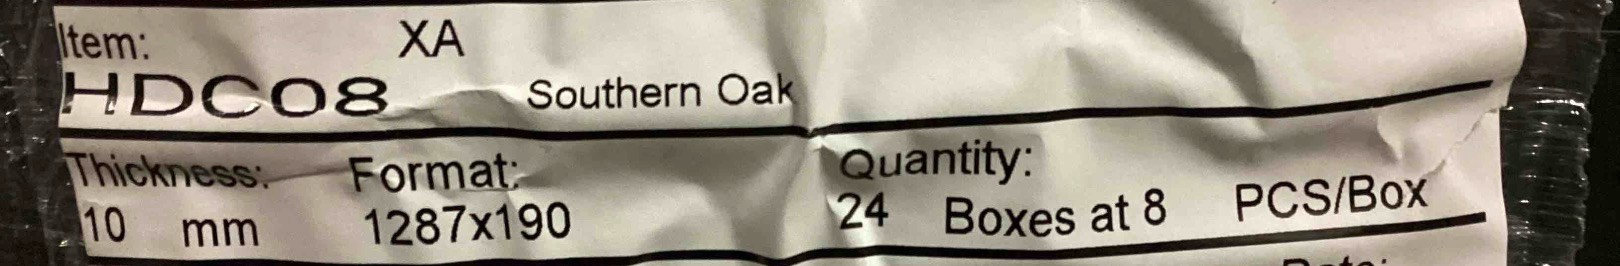 Item: XA
HDC08 Southern Oak
Thickness: Format: Quantity:
10 mm 1287x190 24 Boxes at 8 PCS/Box